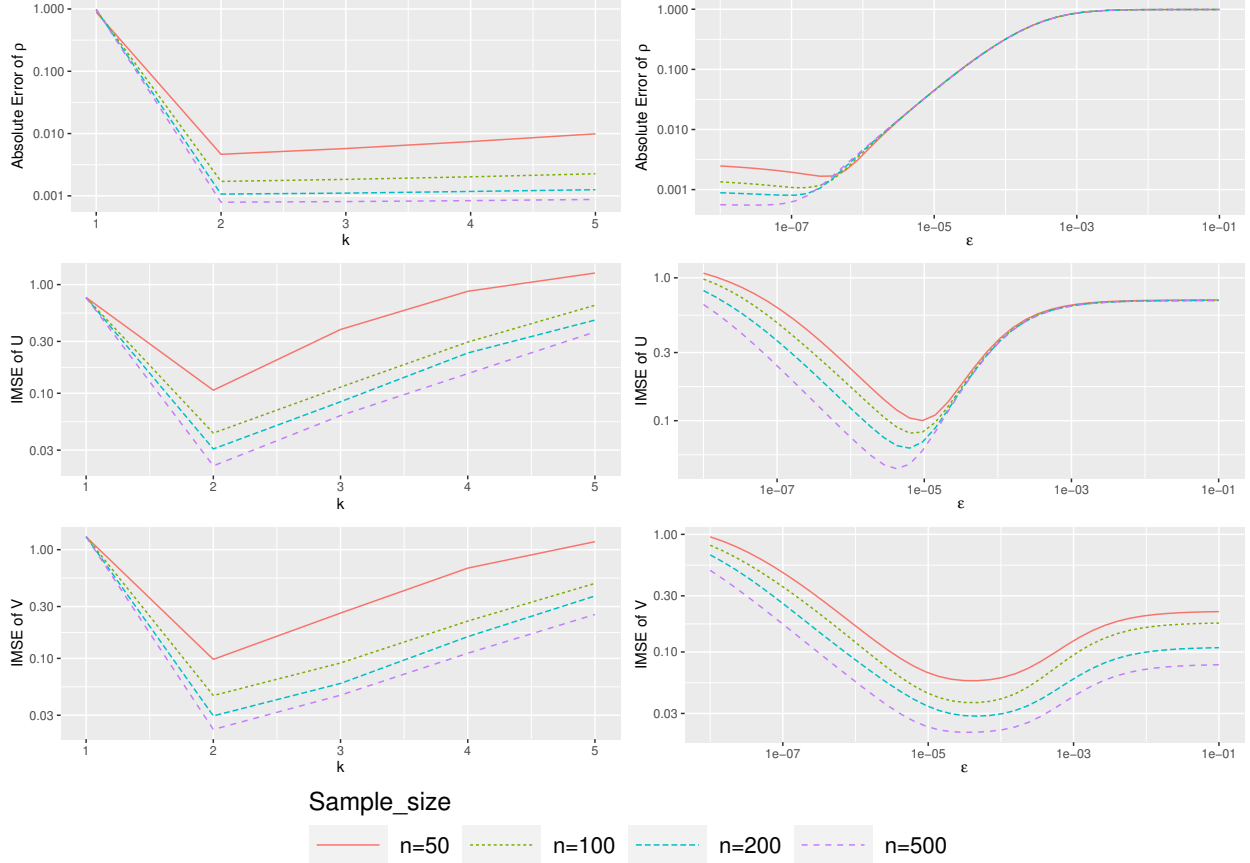 Absolute Error of ρ
1.000
0.100
0.010
0.001
1 2 3 4 5
k
Absolute Error of ρ
1.000
0.100
0.010
0.001
1e−07 1e−05 1e−03 1e−01
ε
IMSE of U
1.00
0.30
0.10
0.03
1 2 3 4 5
k
IMSE of U
1.0
0.3
0.1
1e−07 1e−05 1e−03 1e−01
ε
IMSE of V
1.00
0.30
0.10
0.03
1 2 3 4 5
k
IMSE of V
1.00
0.30
0.10
0.03
1e−07 1e−05 1e−03 1e−01
ε
Sample_size
n=50 n=100 n=200 n=500